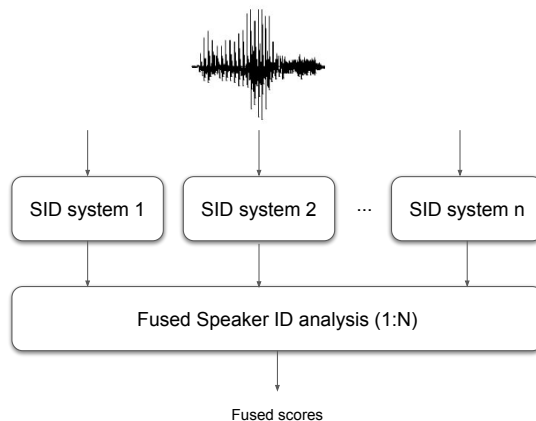 SID system 1
SID system 2
...
SID system n
Fused Speaker ID analysis (1:N)
Fused scores